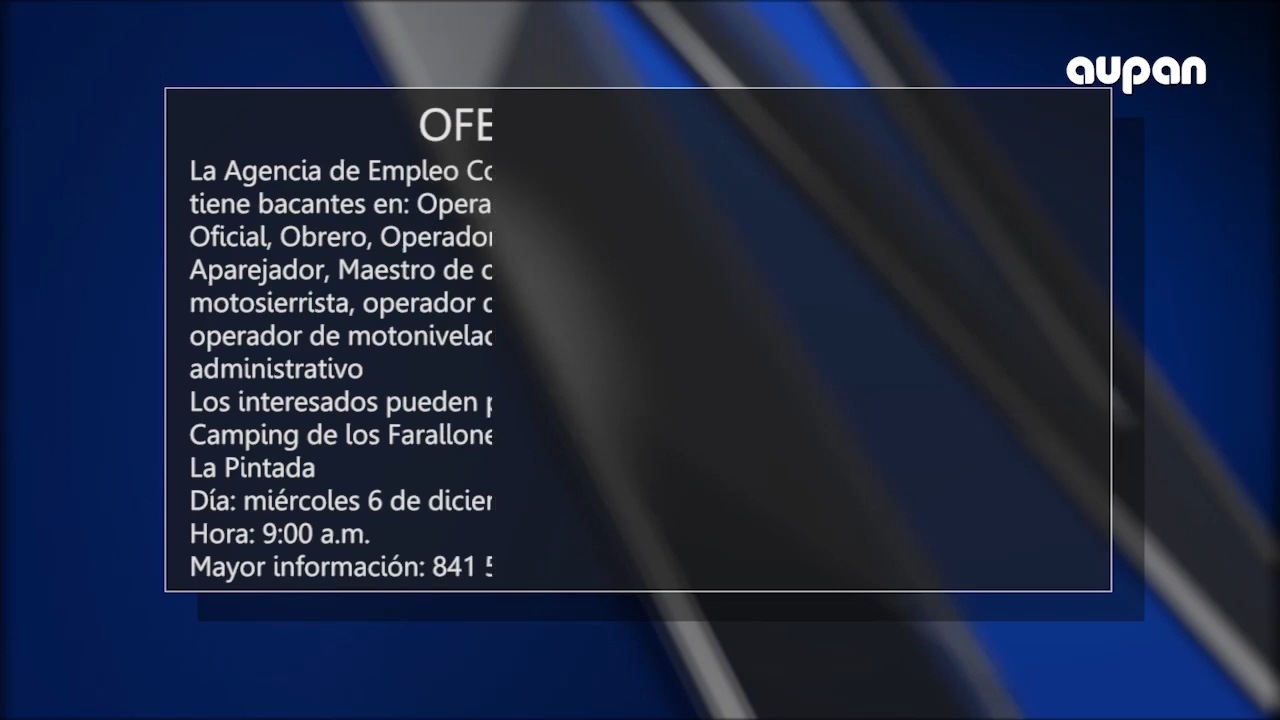 aupan
OFE
La Agencia de Empleo Co
tiene bacantes en: Opera
Oficial, Obrero, Operador
Aparejador, Maestro de
motosierrista, operador
operador de motonivelac
administrativo
Los interesados pueden
Camping de los Farallone
La Pintada
Día: miércoles 6 de dicier
Hora: 9:00 a.m.
Mayor información: 841